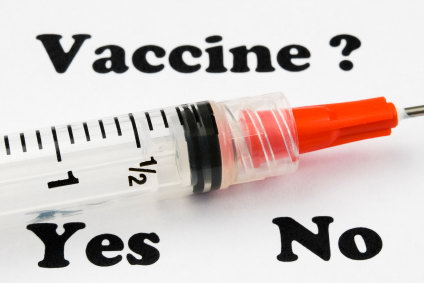 Vaccine ?
1 ½
Yes No